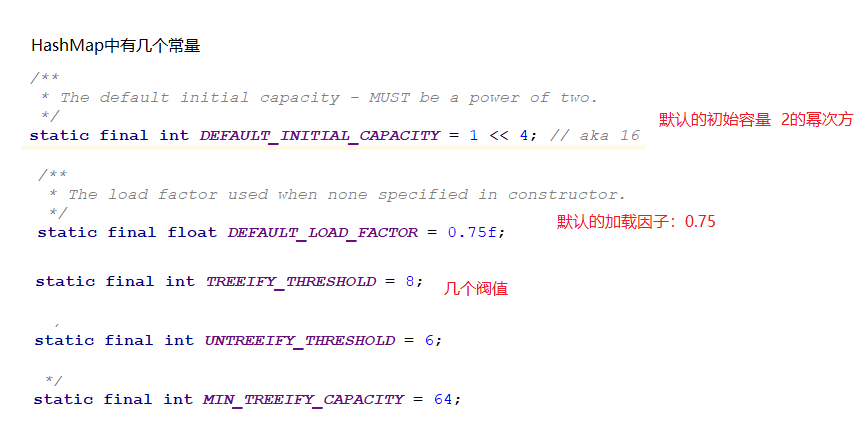 HashMap中有几个常量
/**
* The default initial capacity - MUST be a power of two.
*/
static final int DEFAULT_INITIAL_CAPACITY = 1 << 4; // aka 16
默认的初始容量 2的幂次方
/**
* The load factor used when none specified in constructor.
*/
static final float DEFAULT_LOAD_FACTOR = 0.75f;
默认的加载因子：0.75
static final int TREEIFY_THRESHOLD = 8;
几个阀值
static final int UNTREEIFY_THRESHOLD = 6;
*/
static final int MIN_TREEIFY_CAPACITY = 64;